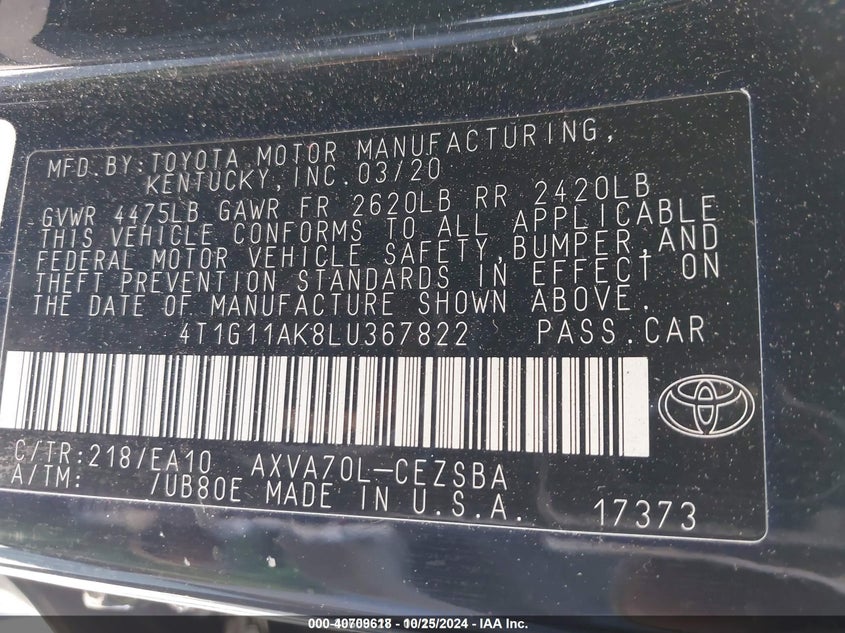 MFD.BY:TOYOTA MOTOR MANUFACTURING,
KENTUCKY,INC.03/20
GVWR 4475LB GAWR FR 2620LB RR 2420LB
THIS VEHICLE CONFORMS TO ALL APPLICABLE
FEDERAL MOTOR VEHICLE SAFETY,BUMPER,AND
THEFT PREVENTION STANDARDS IN EFFECT ON
THE DATE OF MANUFACTURE SHOWN ABOVE.
4T1G11AK8LU367822 PASS.CAR
C/TR:218/EA10 AXVA70L-CEZSBA
A/TM: /UB80E MADE IN U.S.A. 17373
000-40709618 - 10/25/2024 - IAA Inc.